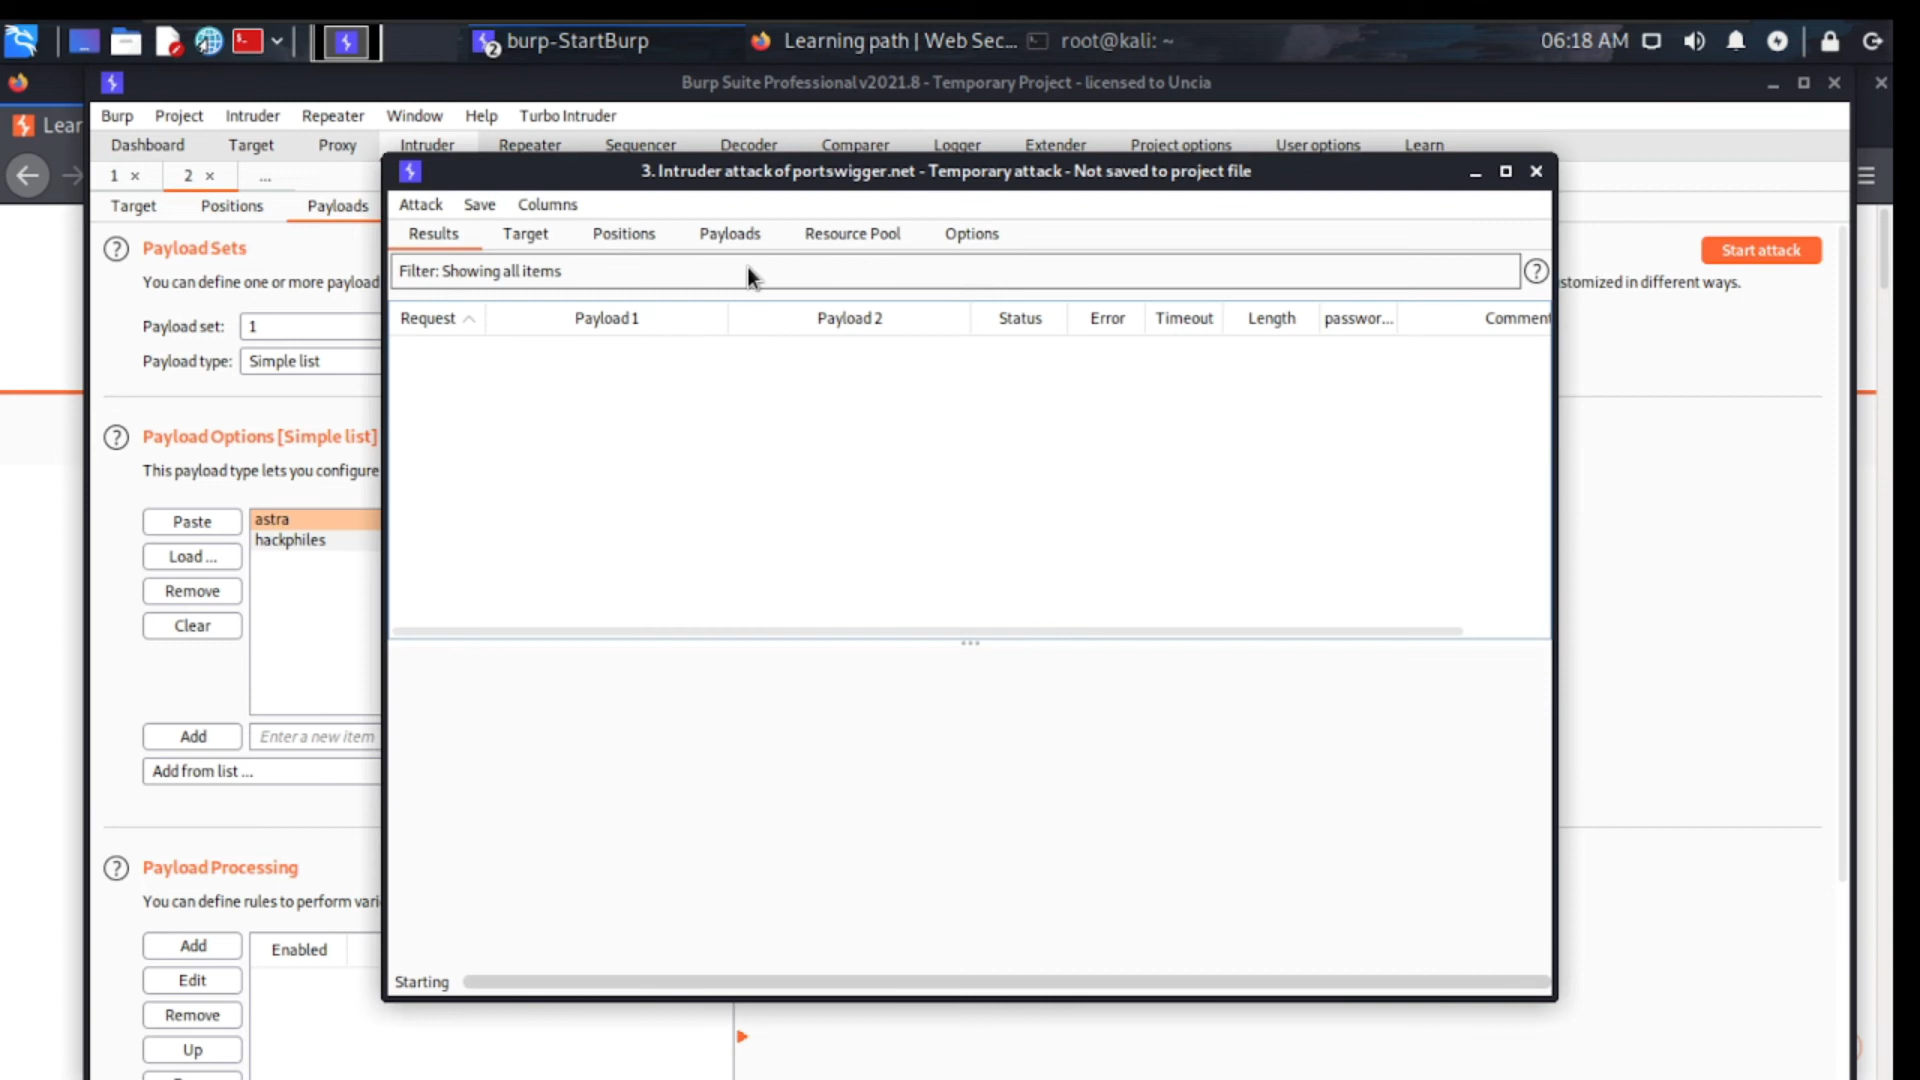 burp-StartBurp
Learning path | Web Sec...
root@kali: ~
06:18 AM
Burp Suite Professional v2021.8 - Temporary Project - licensed to Uncia
Lear
Burp Project Intruder Repeater Window Help Turbo Intruder
Dashboard Target Proxy Intruder Repeater Sequencer Decoder Comparer Logger Extender Project options User options Learn
1 × 2 × ...
Target Positions Payloads
3. Intruder attack of portswigger.net - Temporary attack - Not saved to project file
Attack Save Columns
Results Target Positions Payloads Resource Pool Options
Filter: Showing all items
Request Payload 1 Payload 2 Status Error Timeout Length passwor... Comment
Starting
Payload Sets
Start attack
You can define one or more payload
stomized in different ways.
Payload set: 1
Payload type: Simple list
Payload Options [Simple list]
This payload type lets you configure
Paste
Load ...
Remove
Clear
astra
hackphiles
Add Enter a new item
Add from list ...
Payload Processing
You can define rules to perform vari
Add
Edit
Remove
Up
Enabled